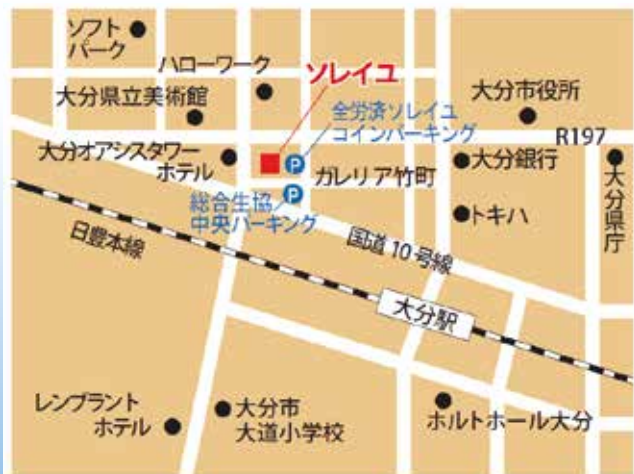 ソフト
パーク
ハローワーク
ソレイユ
大分県立美術館
全労済ソレイユ
コインパーキング
大分市役所
R197
大分オアシスタワー
ホテル
P
ガレリア竹町
大分銀行
大分県庁
P
総合生協
中央パーキング
トキハ
日豊本線
国道10号線
大分駅
レンブラント
ホテル
大分市
大道小学校
ホルトホール大分